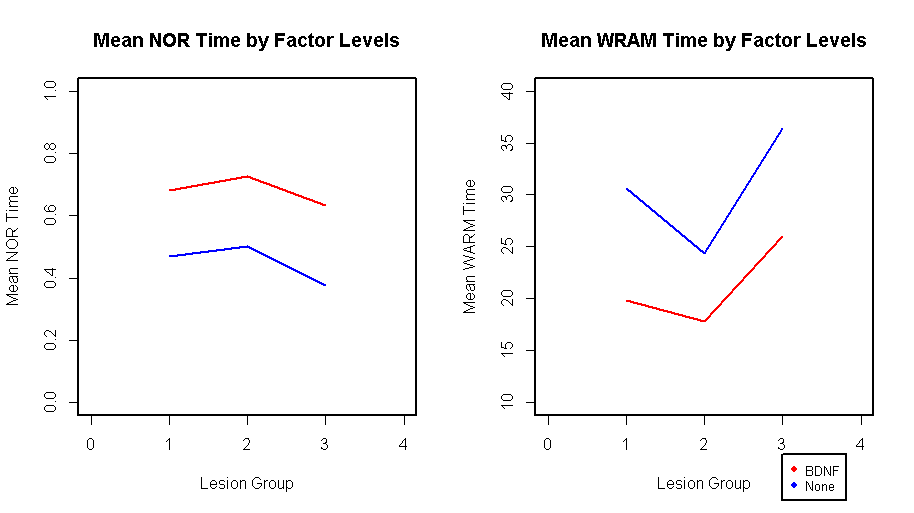 Mean NOR Time by Factor Levels
Mean NOR Time
1.0
0.8
0.6
0.4
0.2
0.0
0 1 2 3 4
Lesion Group
Mean WRAM Time by Factor Levels
Mean WARM Time
40
35
30
25
20
15
10
0 1 2 3 4
Lesion Group
BDNF
None